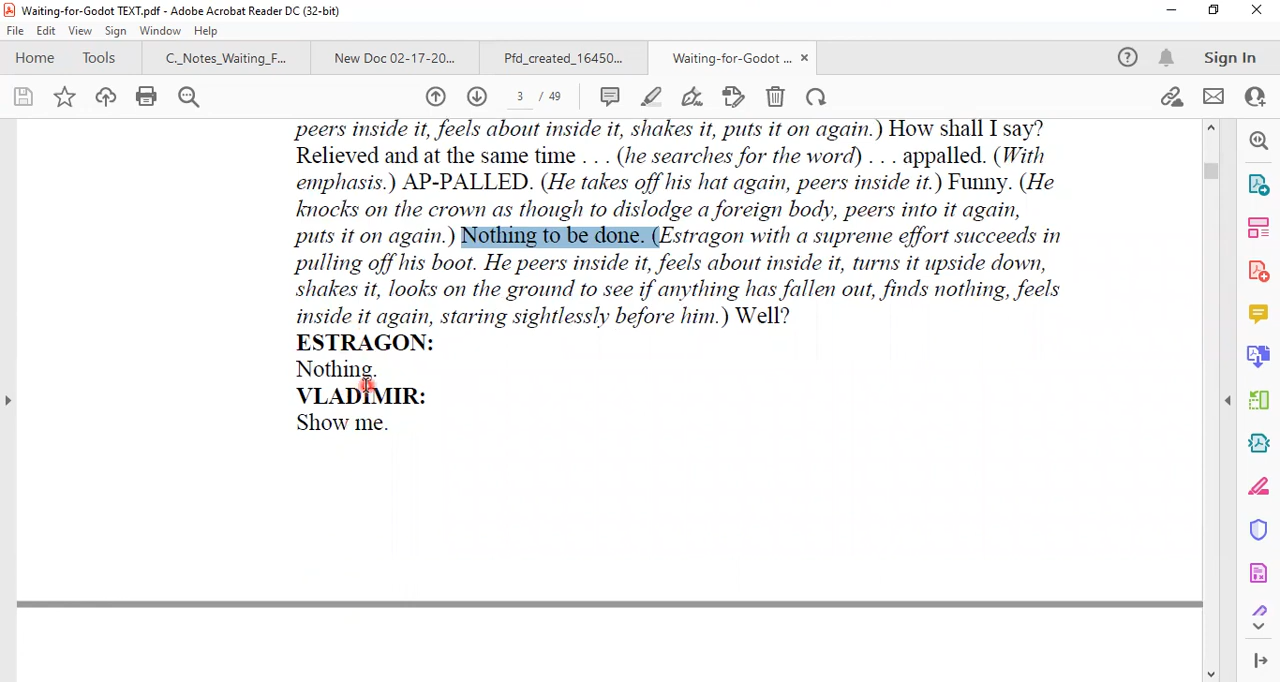 Waiting-for-Godot TEXT.pdf - Adobe Acrobat Reader DC (32-bit)
File Edit View Sign Window Help
Home Tools C._Notes_Waiting_F... New Doc 02-17-20... Pfd_created_16450... Waiting-for-Godot ... × Sign In
3 / 49
peers inside it, feels about inside it, shakes it, puts it on again.) How shall I say?
Relieved and at the same time . . . (he searches for the word) . . . appalled. (With
emphasis.) AP-PALLED. (He takes off his hat again, peers inside it.) Funny. (He
knocks on the crown as though to dislodge a foreign body, peers into it again,
puts it on again.) Nothing to be done. (Estragon with a supreme effort succeeds in
pulling off his boot. He peers inside it, feels about inside it, turns it upside down,
shakes it, looks on the ground to see if anything has fallen out, finds nothing, feels
inside it again, staring sightlessly before him.) Well?
ESTRAGON:
Nothing.
VLADIMIR:
Show me.